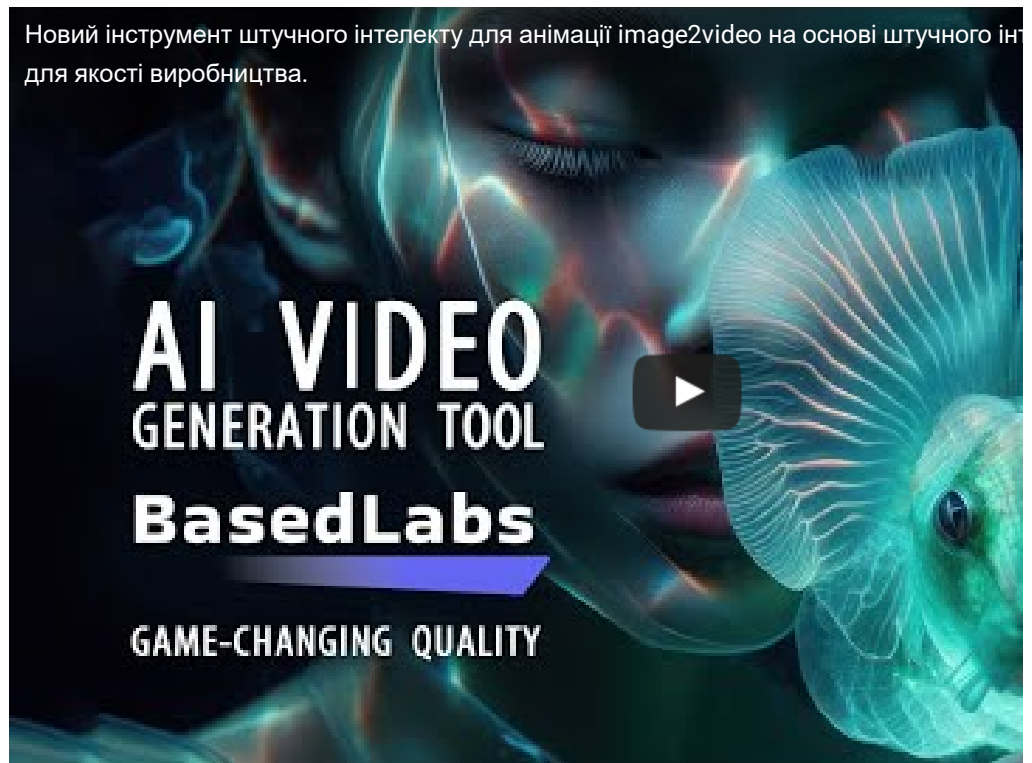 Новий інструмент штучного інтелекту для анімації image2video на основі штучного
для якості виробництва.
AI VIDEO
GENERATION TOOL
BasedLabs
GAME-CHANGING QUALITY